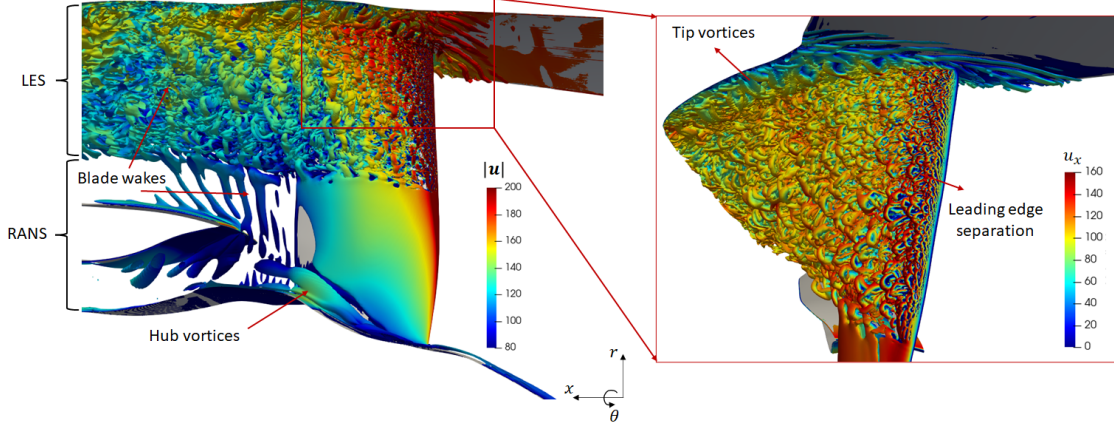 LES
RANS
Blade wakes
Hub vortices
|u|
200
180
160
140
120
100
80
r
x
θ
Tip vortices
Leading edge
separation
u_x
160
140
120
100
80
60
40
20
0